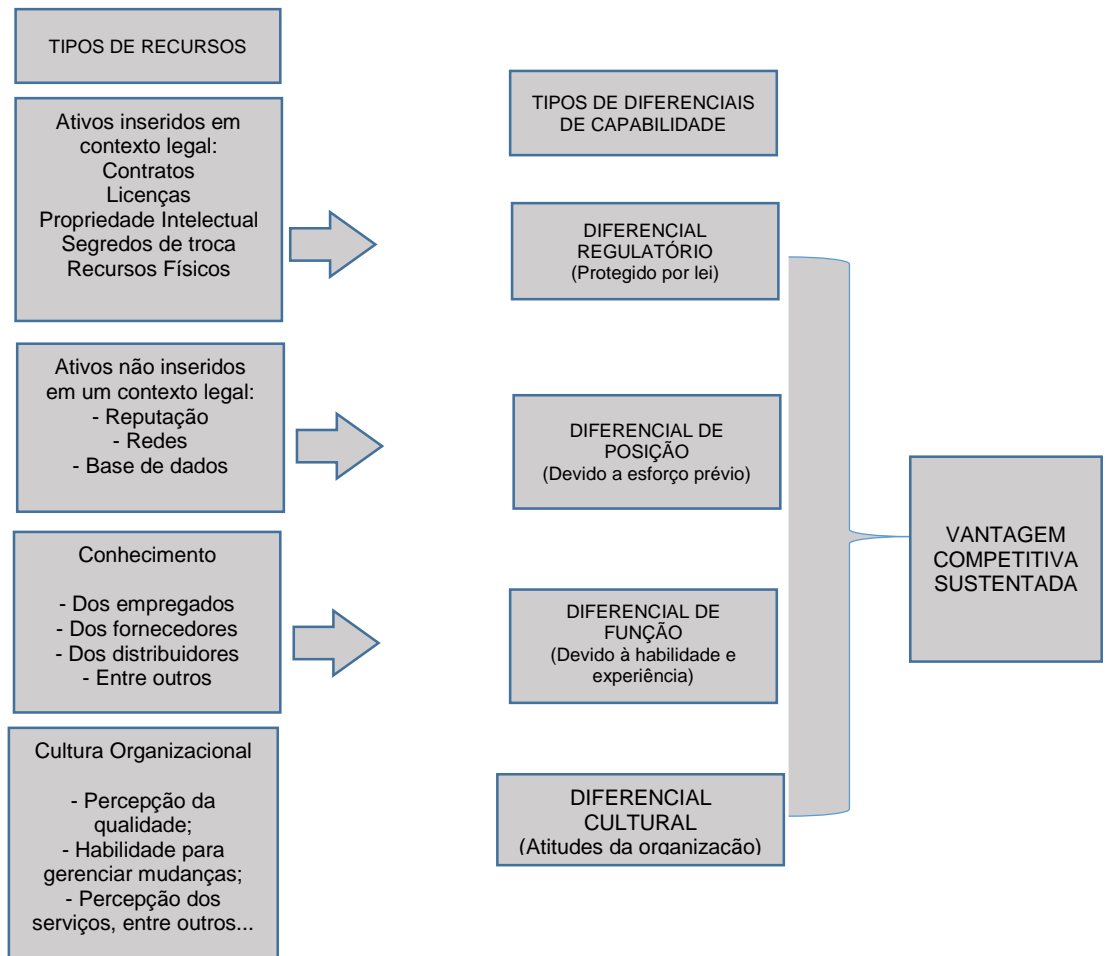 TIPOS DE RECURSOS
Ativos inseridos em
contexto legal:
Contratos
Licenças
Propriedade Intelectual
Segredos de troca
Recursos Físicos
Ativos não inseridos
em um contexto legal:
- Reputação
- Redes
- Base de dados
Conhecimento
- Dos empregados
- Dos fornecedores
- Dos distribuidores
- Entre outros
Cultura Organizacional
- Percepção da
qualidade;
- Habilidade para
gerenciar mudanças;
- Percepção dos
serviços, entre outros...
TIPOS DE DIFERENCIAIS
DE CAPABILIDADE
DIFERENCIAL
REGULATÓRIO
(Protegido por lei)
DIFERENCIAL DE
POSIÇÃO
(Devido a esforço prévio)
DIFERENCIAL DE
FUNÇÃO
(Devido à habilidade e
experiência)
DIFERENCIAL
CULTURAL
(Atitudes da organização)
VANTAGEM
COMPETITIVA
SUSTENTADA